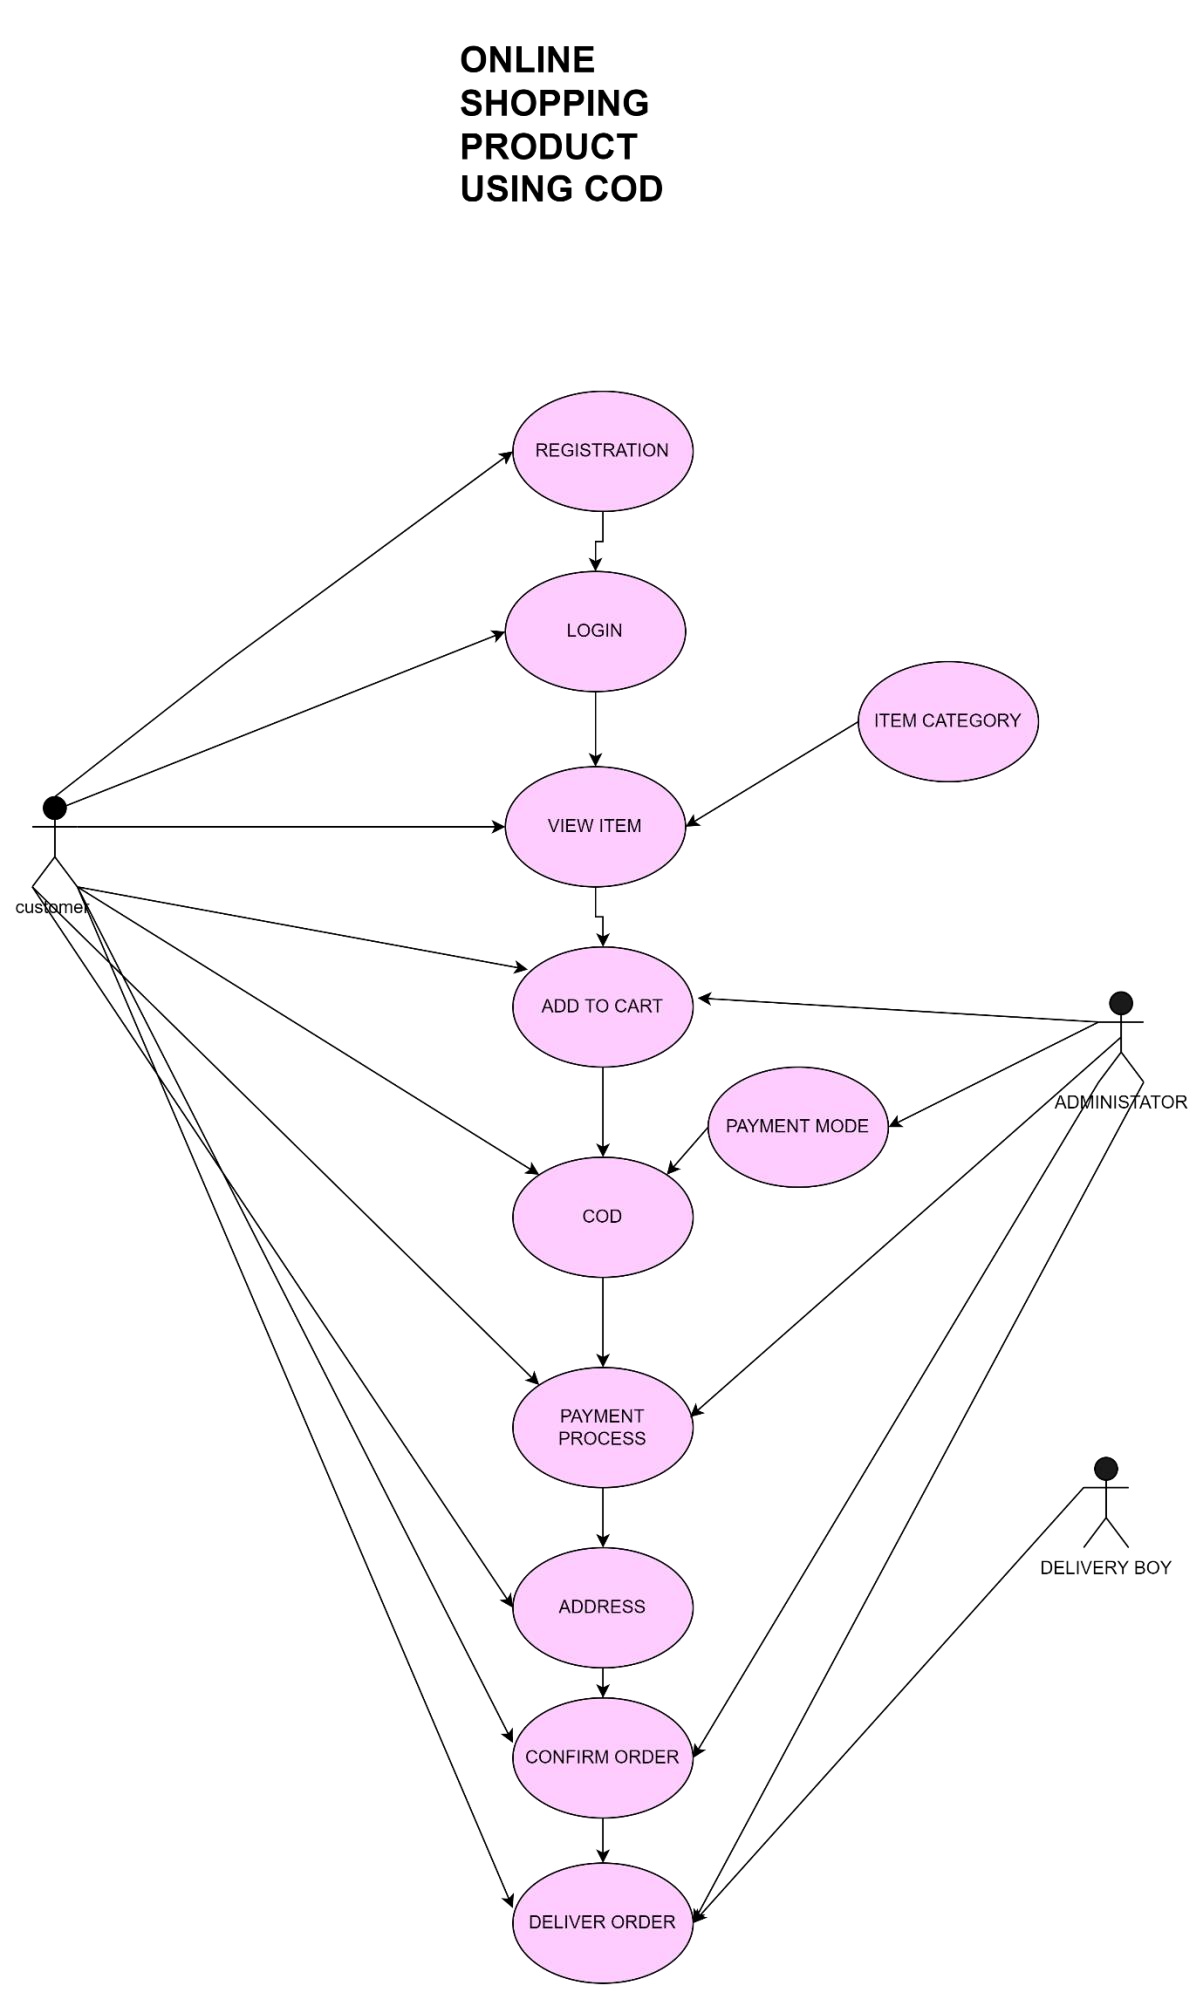 ONLINE
SHOPPING
PRODUCT
USING COD
REGISTRATION
LOGIN
ITEM CATEGORY
VIEW ITEM
customer
ADD TO CART
ADMINISTATOR
PAYMENT MODE
COD
PAYMENT
PROCESS
DELIVERY BOY
ADDRESS
CONFIRM ORDER
DELIVER ORDER